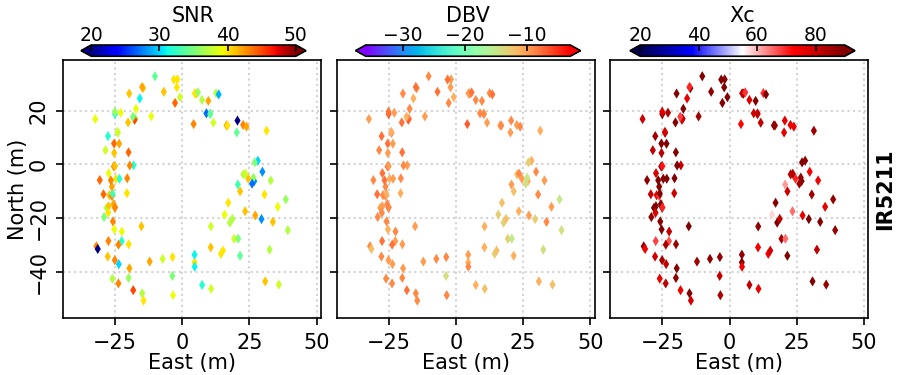 SNR DBV Xc
20 30 40 50 −30 −20 −10 20 40 60 80
North (m)
20
0
−20
−40
−25 0 25 50 −25 0 25 50 −25 0 25 50
East (m) East (m) East (m)
IR5211